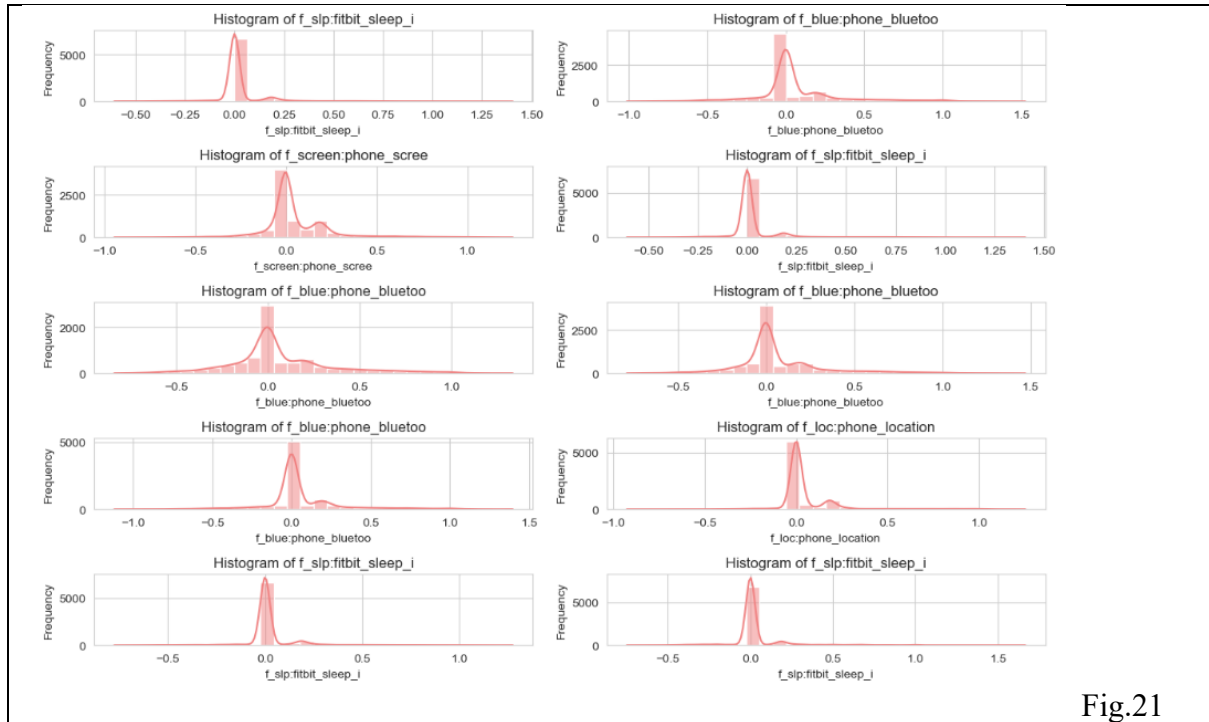 Histogram of f_slp:fitbit_sleep_i
Frequency
5000
0
−0.50 −0.25 0.00 0.25 0.50 0.75 1.00 1.25 1.50
f_slp:fitbit_sleep_i
Histogram of f_blue:phone_bluetoo
Frequency
2500
0
−1.0 −0.5 0.0 0.5 1.0 1.5
f_blue:phone_bluetoo
Histogram of f_screen:phone_scree
Frequency
2500
0
−1.0 −0.5 0.0 0.5 1.0
f_screen:phone_scree
Histogram of f_slp:fitbit_sleep_i
Frequency
5000
0
−0.50 −0.25 0.00 0.25 0.50 0.75 1.00 1.25 1.50
f_slp:fitbit_sleep_i
Histogram of f_blue:phone_bluetoo
Frequency
2000
0
−0.5 0.0 0.5 1.0
f_blue:phone_bluetoo
Histogram of f_blue:phone_bluetoo
Frequency
2500
0
−0.5 0.0 0.5 1.0 1.5
f_blue:phone_bluetoo
Histogram of f_blue:phone_bluetoo
Frequency
5000
0
−1.0 −0.5 0.0 0.5 1.0 1.5
f_blue:phone_bluetoo
Histogram of f_loc:phone_location
Frequency
5000
0
−1.0 −0.5 0.0 0.5 1.0
f_loc:phone_location
Histogram of f_slp:fitbit_sleep_i
Frequency
5000
0
−0.5 0.0 0.5 1.0
f_slp:fitbit_sleep_i
Histogram of f_slp:fitbit_sleep_i
Frequency
5000
0
−0.5 0.0 0.5 1.0 1.5
f_slp:fitbit_sleep_i
Fig.21